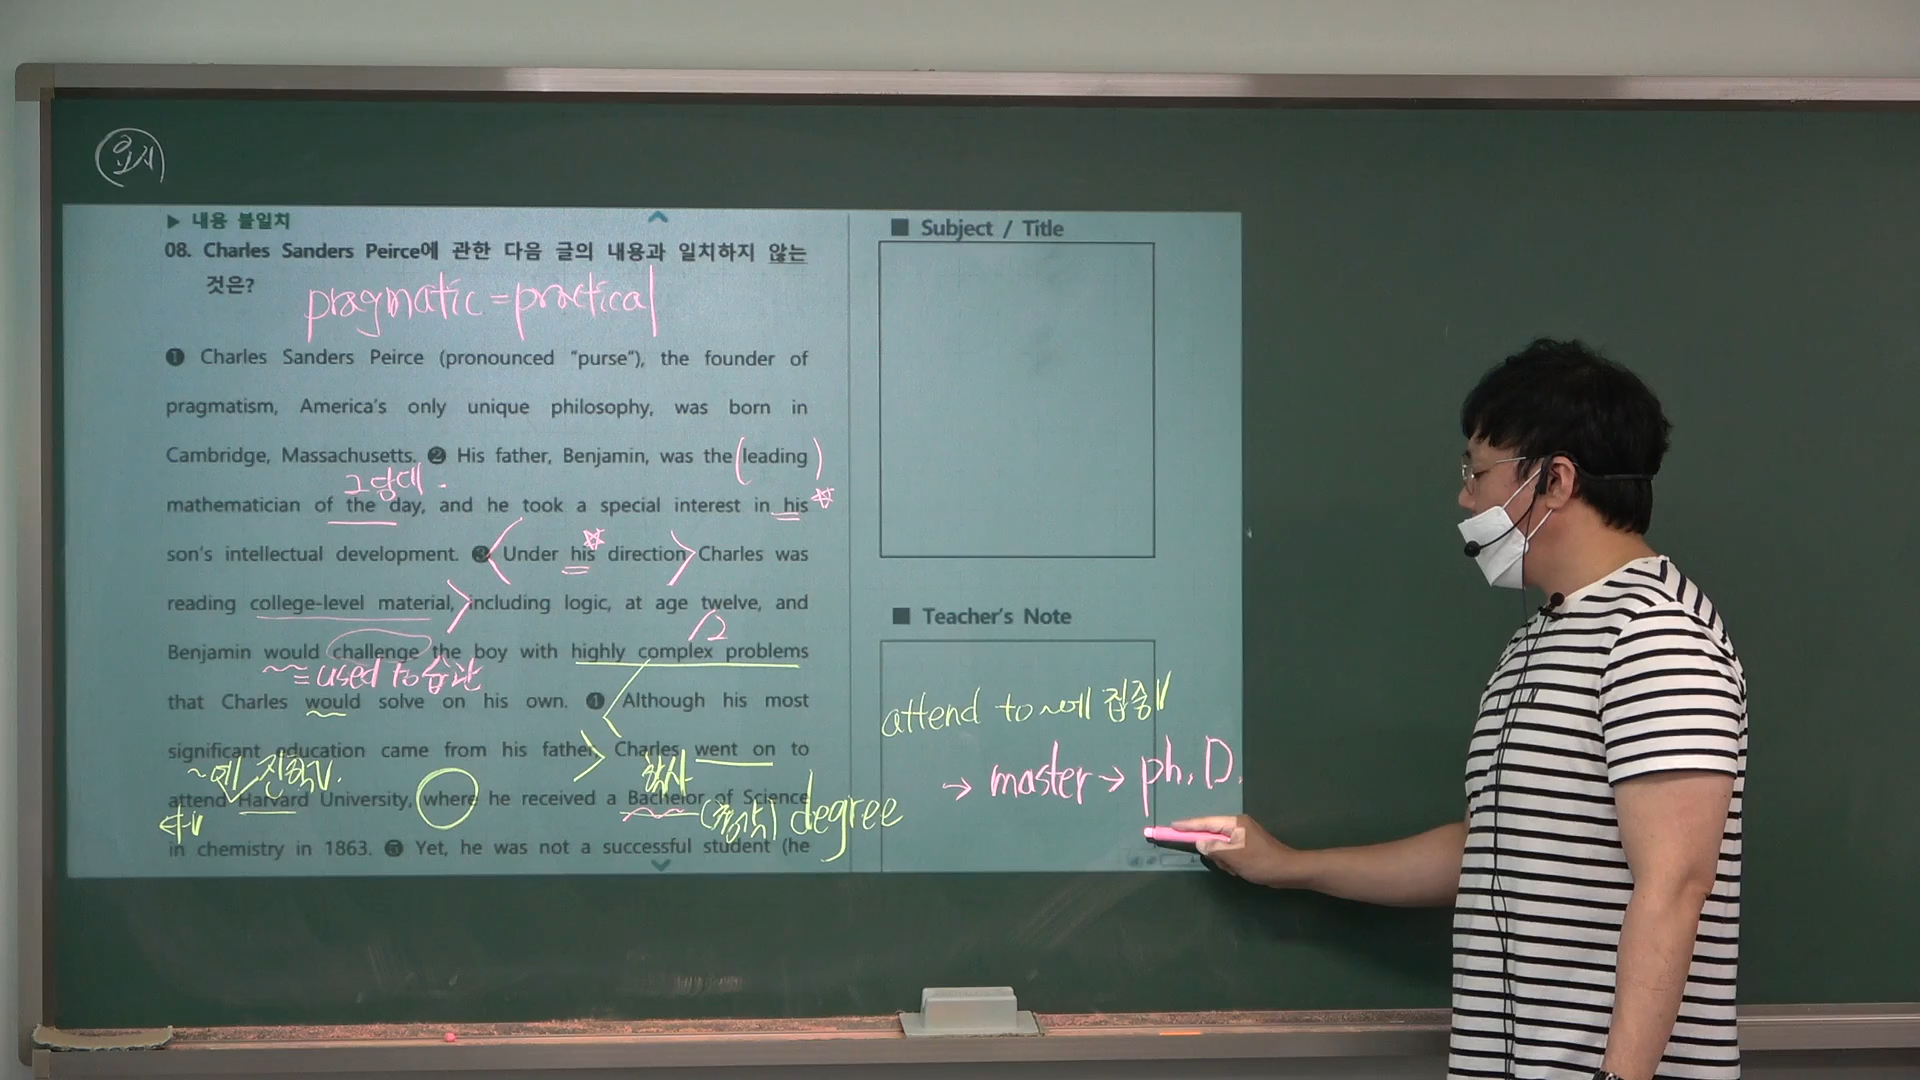 요지
▶ 내용 불일치
08. Charles Sanders Peirce에 관한 다음 글의 내용과 일치하지 않는
것은?
pragmatic = practical
❶ Charles Sanders Peirce (pronounced “purse”), the founder of
pragmatism, America’s only unique philosophy, was born in
Cambridge, Massachusetts. ❷ His father, Benjamin, was the (leading)
그 당대
mathematician of the day, and he took a special interest in his
son’s intellectual development. ❸ Under his direction Charles was
reading college-level material, including logic, at age twelve, and
12
Benjamin would challenge the boy with highly complex problems
= used to 습관
that Charles would solve on his own. ❹ Although his most
significant education came from his father, Charles went on to
~에 진학V.
학사
attend Harvard University, where he received a Bachelor of Science
타V
degree
in chemistry in 1863. ❺ Yet, he was not a successful student (he
■ Subject / Title
■ Teacher’s Note
attend to ~에 집중V
→ master → ph.D.